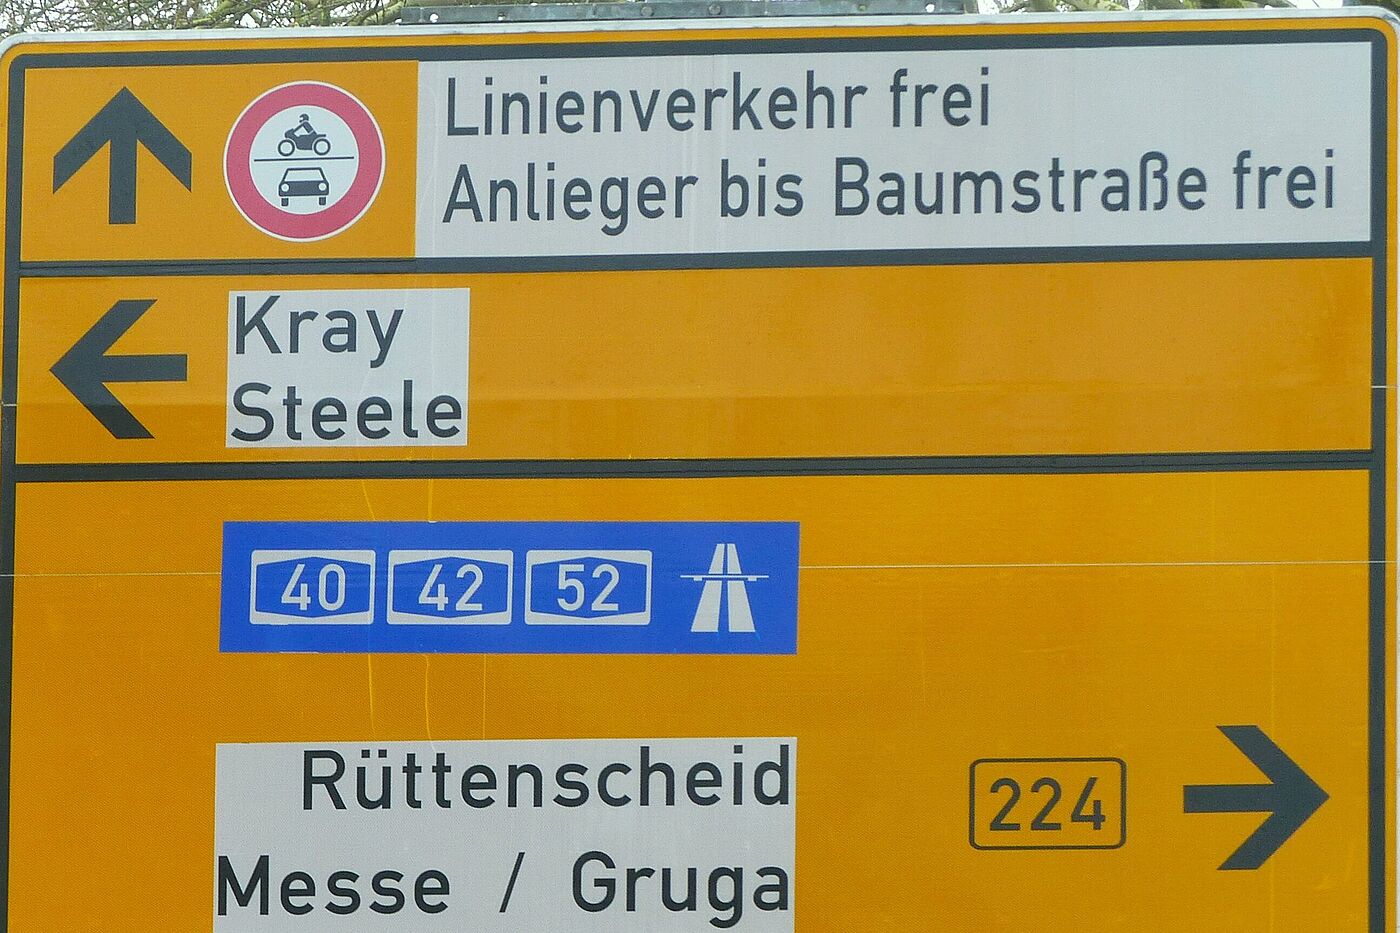 Linienverkehr frei
Anlieger bis Baumstraße frei
Kray
Steele
40 42 52
Rüttenscheid
224
Messe / Gruga